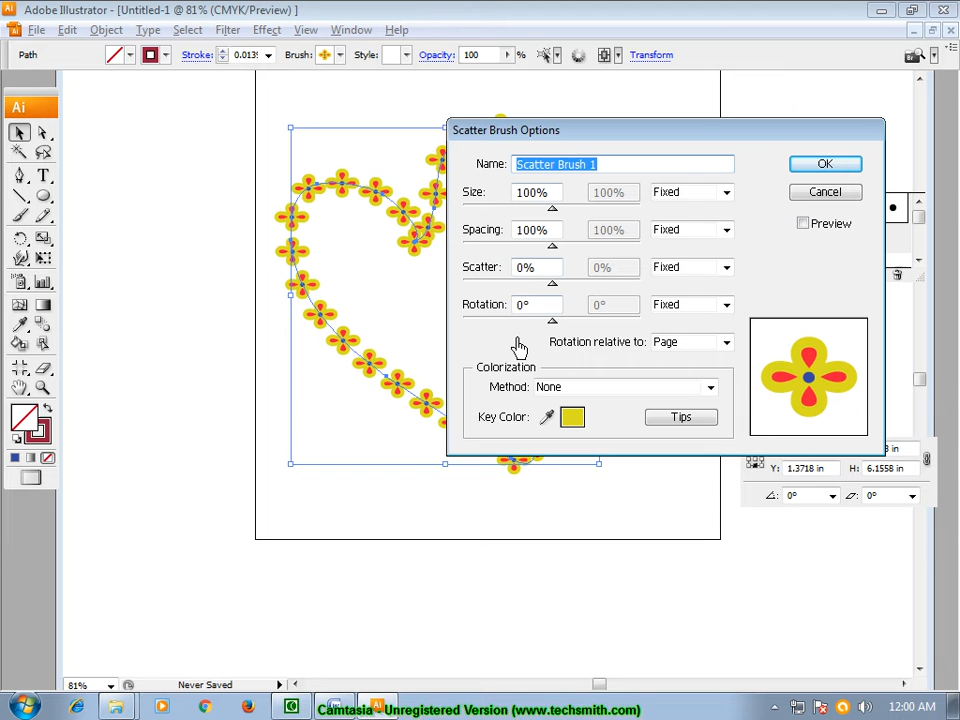 Adobe Illustrator - [Untitled-1 @ 81% (CMYK/Preview) ]
File Edit Object Type Select Filter Effect View Window Help
Path Stroke: Brush: Style: Opacity: 100 % Transform
Ai
Scatter Brush Options
Name: Scatter Brush 1 OK
Size: 100% 100% Fixed Cancel
Spacing: 100% 100% Fixed Preview
Scatter: 0% 0% Fixed
Rotation: 0° 0° Fixed
Rotation relative to: Page
Colorization
Method: None
Key Color: Tips
Y: 1.3718 in H: 6.1558 in
0° 0°
81% Never Saved
Camtasia - Unregistered Version (www.techsmith.com) 12:00 AM